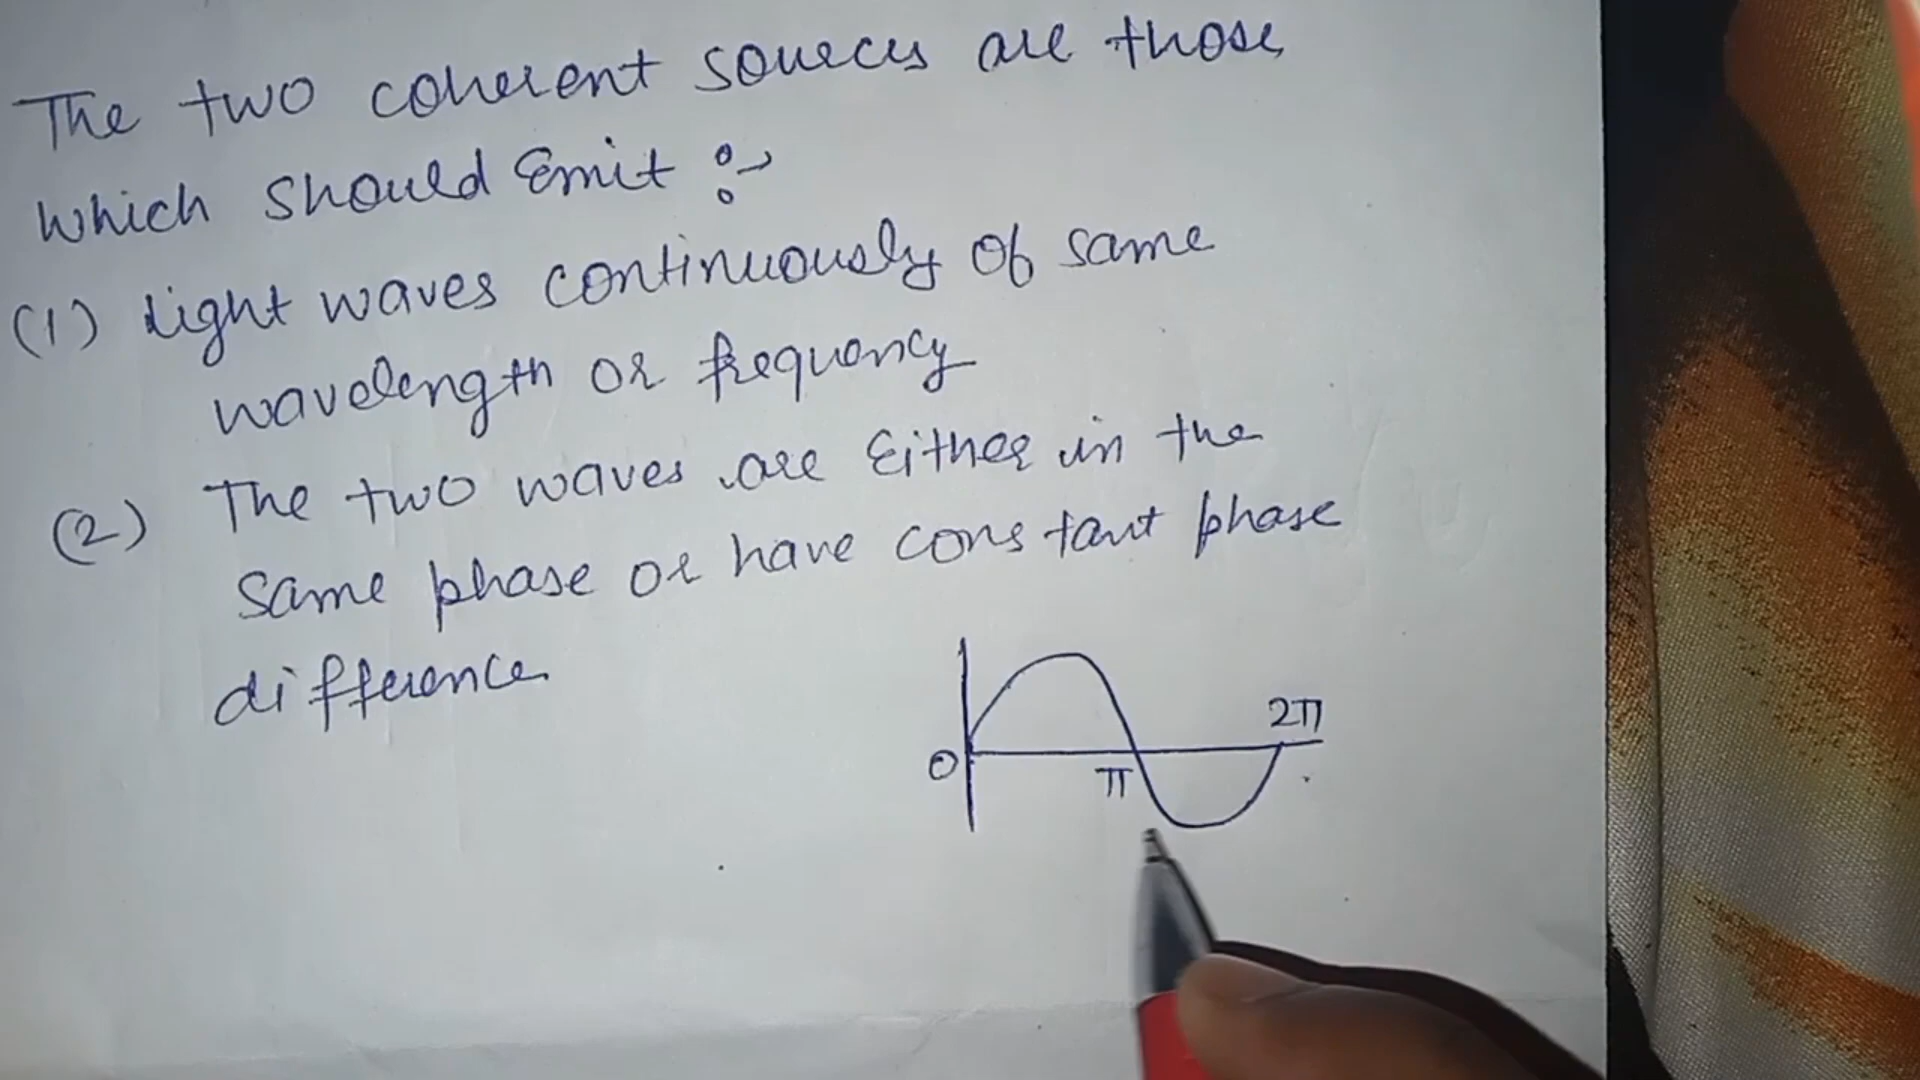 The two coherent sources are those
which should Emit :-
(1) Light waves continuously of same
wavelength or frequency
(2) The two waves are Either in the
same phase or have constant phase
difference
2π
0
π